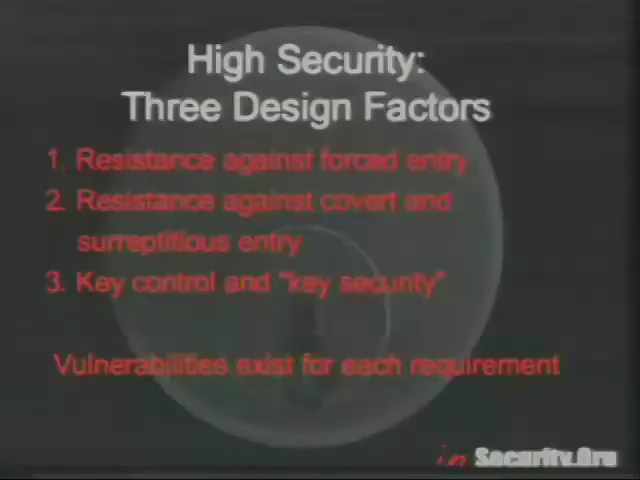 High Security:
Three Design Factors
1. Resistance against forced entry
2. Resistance against covert and
surreptitious entry
3. Key control and "key security"
Vulnerabilities exist for each requirement
in Security.Org